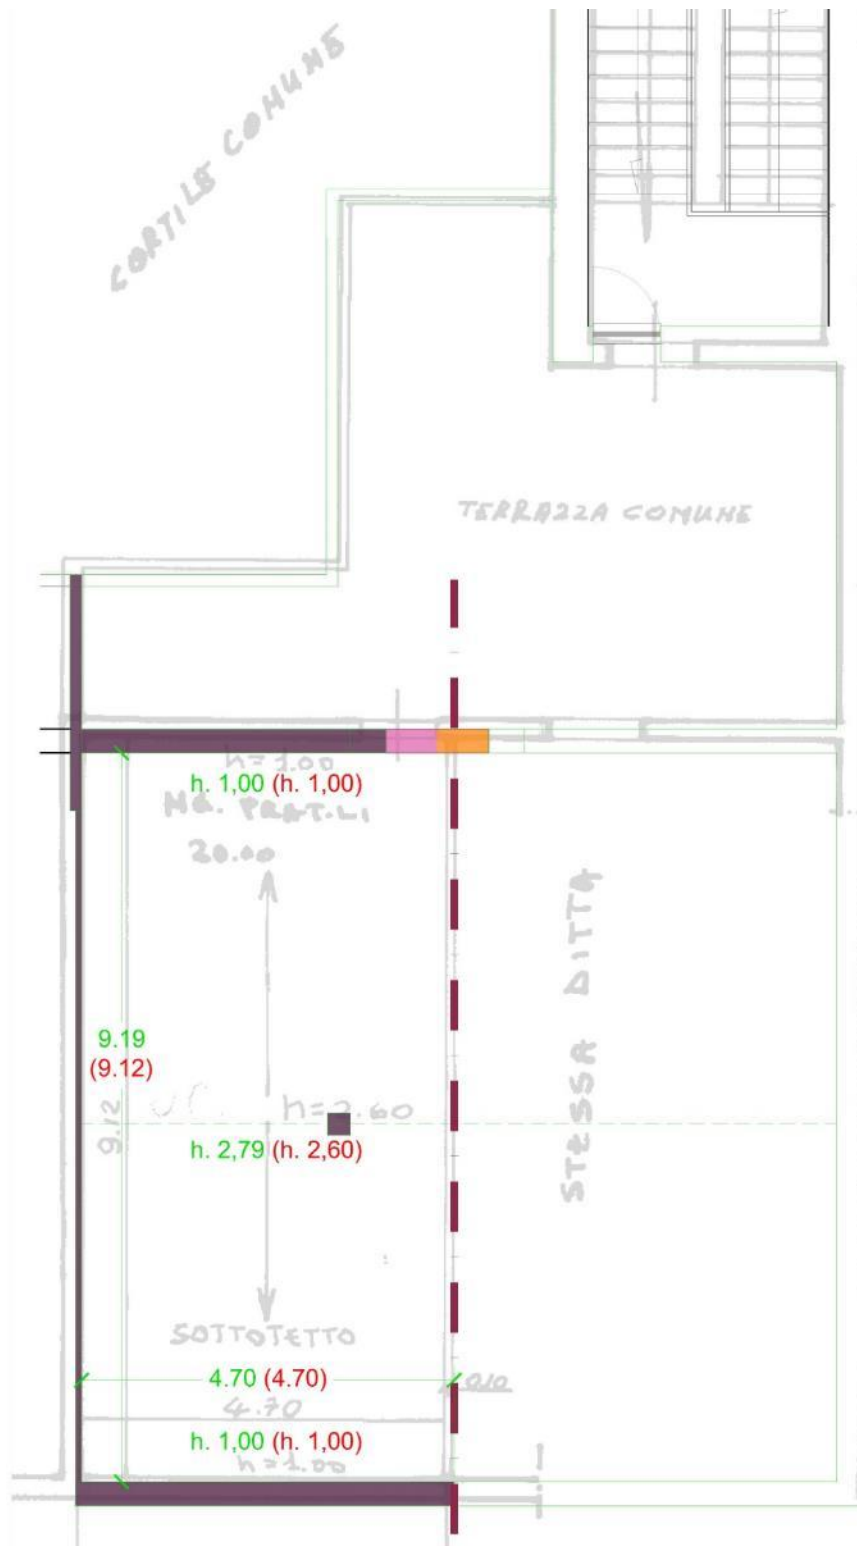 CORTILE COMUNE
TERRAZZA COMUNE
h=1.00
h. 1,00 (h. 1,00)
20.00
STESSA DITTA
9.19
(9.12)
9.12
h=2.60
h. 2,79 (h. 2,60)
SOTTOTETTO
4.70 (4.70)
0.10
4.70
h. 1,00 (h. 1,00)
h=1.00